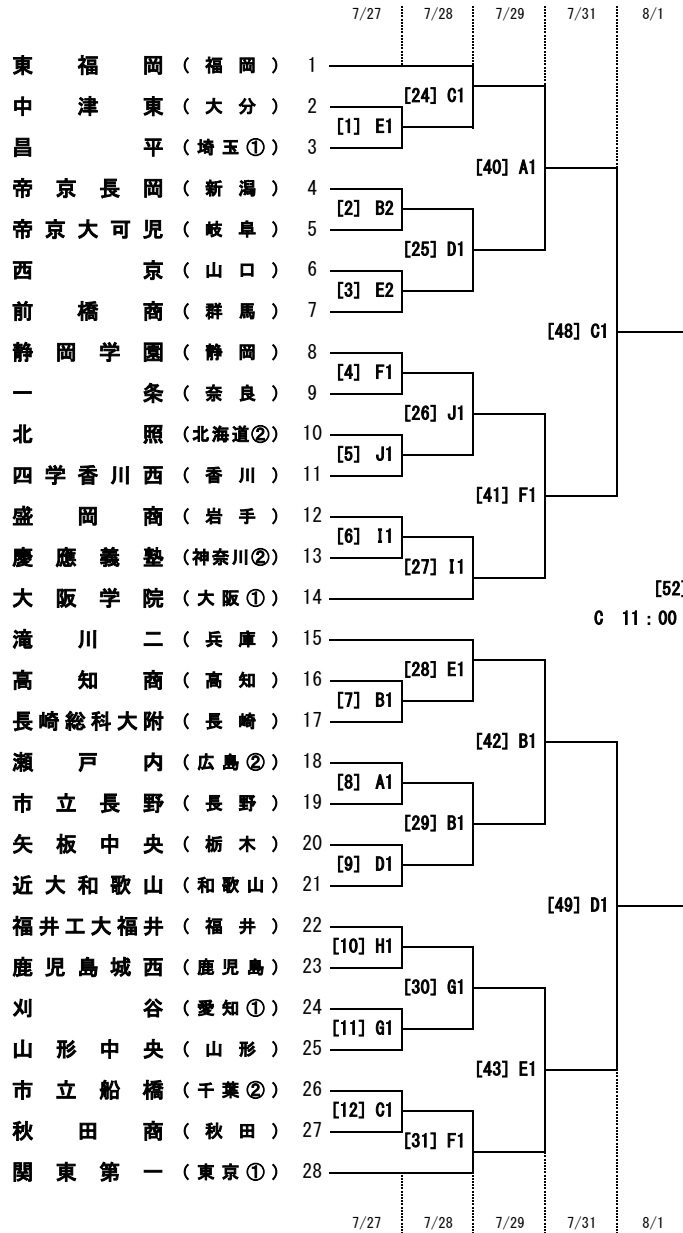 7/27 7/28 7/29 7/31 8/1
東福岡 (福岡) 1
[24] C1
中津東 (大分) 2
[1] E1
昌平 (埼玉①) 3
[40] A1
帝京長岡 (新潟) 4
[2] B2
帝京大可児 (岐阜) 5
[25] D1
西京 (山口) 6
[3] E2
前橋商 (群馬) 7
[48] C1
静岡学園 (静岡) 8
[4] F1
一条 (奈良) 9
[26] J1
北照 (北海道②) 10
[5] J1
四学香川西 (香川) 11
[41] F1
盛岡商 (岩手) 12
[6] I1
慶應義塾 (神奈川②) 13
[27] I1
大阪学院 (大阪①) 14
[52]
C 11:00
滝川二 (兵庫) 15
[28] E1
高知商 (高知) 16
[7] B1
長崎総科大附 (長崎) 17
[42] B1
瀬戸内 (広島②) 18
[8] A1
市立長野 (長野) 19
[29] B1
矢板中央 (栃木) 20
[9] D1
近大和歌山 (和歌山) 21
[49] D1
福井工大福井 (福井) 22
[10] H1
鹿児島城西 (鹿児島) 23
[30] G1
刈谷 (愛知①) 24
[11] G1
山形中央 (山形) 25
[43] E1
市立船橋 (千葉②) 26
[12] C1
秋田商 (秋田) 27
[31] F1
関東第一 (東京①) 28
7/27 7/28 7/29 7/31 8/1